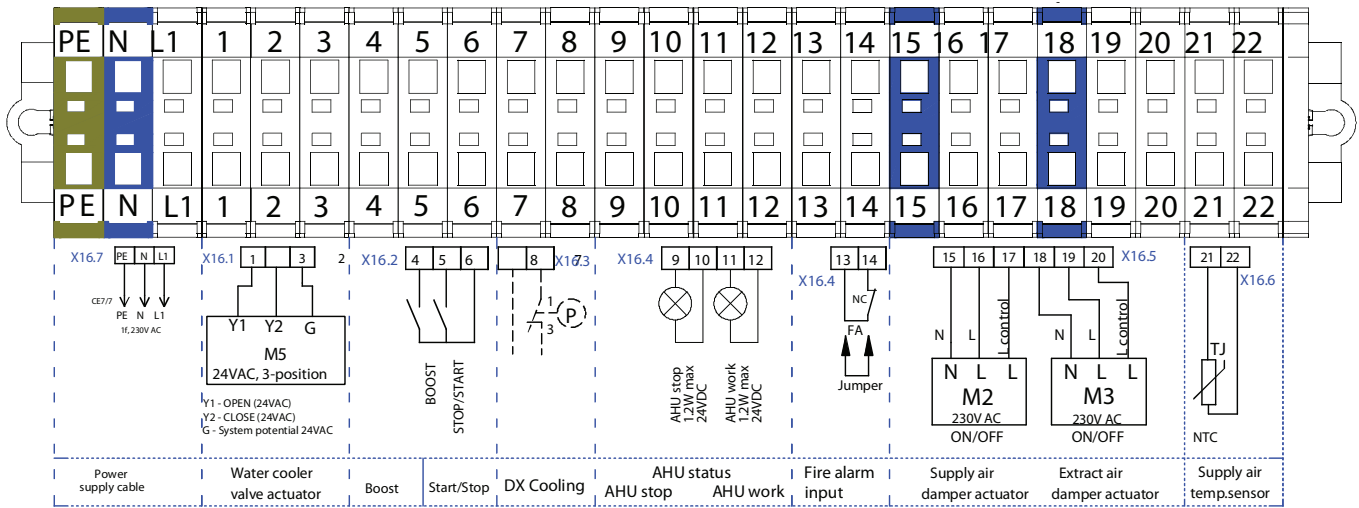 PE N L1 1 2 3 4 5 6 7 8 9 10 11 12 13 14 15 16 17 18 19 20 21 22
PE N L1 1 2 3 4 5 6 7 8 9 10 11 12 13 14 15 16 17 18 19 20 21 22
X16.7 PE N L1
CE7/7
PE N L1
1f, 230V AC
X16.1 1 3 2
Y1 Y2 G
M5
24VAC, 3-position
Y1 - OPEN (24VAC)
Y2 - CLOSE (24VAC)
G - System potential 24VAC
X16.2 4 5 6
BOOST
STOP/START
8 X16.3 7
1
P
3
X16.4 9 10 11 12
AHU stop
1.2W max
24VDC
AHU work
1.2W max
24VDC
13 14
X16.4
NC
FA
Jumper
15 16 17 18 19 20 X16.5
N L L control
N L L
M2
230V AC
ON/OFF
N L L control
N L L
M3
230V AC
ON/OFF
21 22
X16.6
TJ
NTC
Power
supply cable
Water cooler
valve actuator
Boost
Start/Stop
DX Cooling
AHU status
AHU stop AHU work
Fire alarm
input
Supply air
damper actuator
Extract air
damper actuator
Supply air
temp.sensor